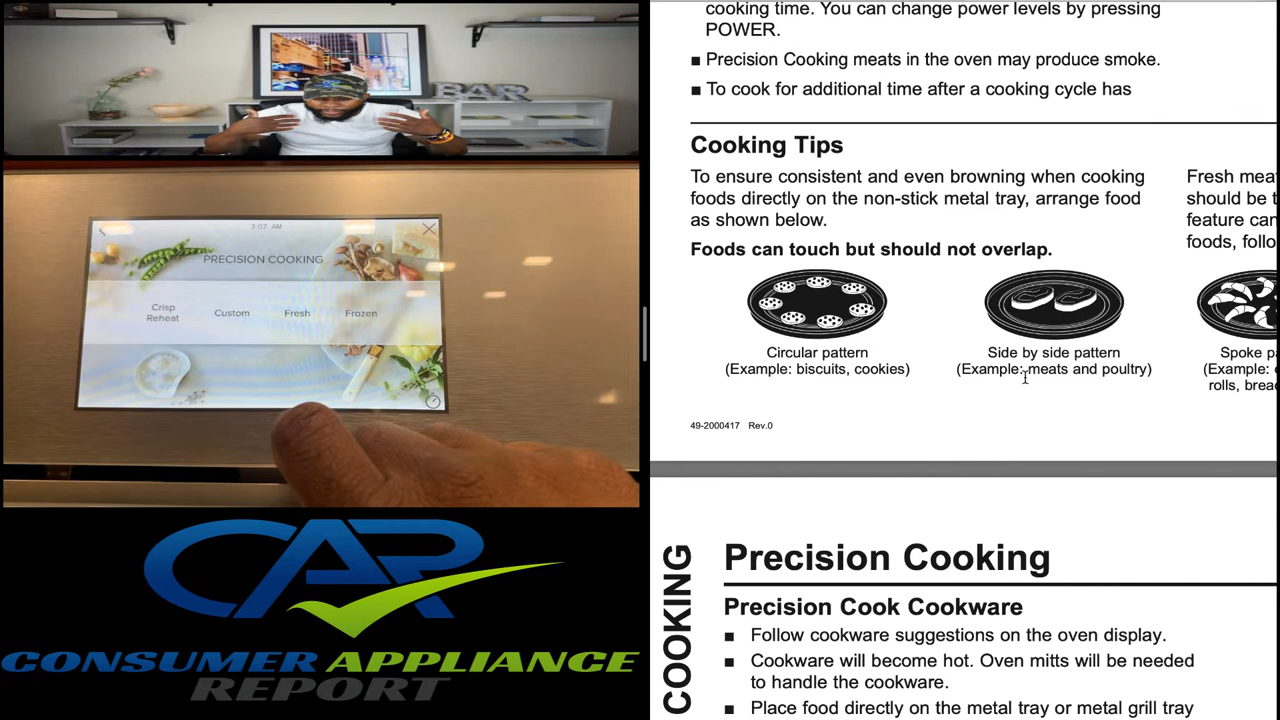 BAR
3:07 AM
PRECISION COOKING
Crisp
Reheat
Custom
Fresh
Frozen
CAR
CONSUMER APPLIANCE
REPORT
cooking time. You can change power levels by pressing
POWER.
■ Precision Cooking meats in the oven may produce smoke.
■ To cook for additional time after a cooking cycle has
Cooking Tips
To ensure consistent and even browning when cooking
foods directly on the non-stick metal tray, arrange food
as shown below.
Foods can touch but should not overlap.
Circular pattern
(Example: biscuits, cookies)
Side by side pattern
(Example: meats and poultry)
Fresh mea
should be t
feature can
foods, follo
Spoke pa
(Example:
rolls, brea
49-2000417 Rev.0
COOKING
Precision Cooking
Precision Cook Cookware
■ Follow cookware suggestions on the oven display.
■ Cookware will become hot. Oven mitts will be needed
to handle the cookware.
■ Place food directly on the metal tray or metal grill tray